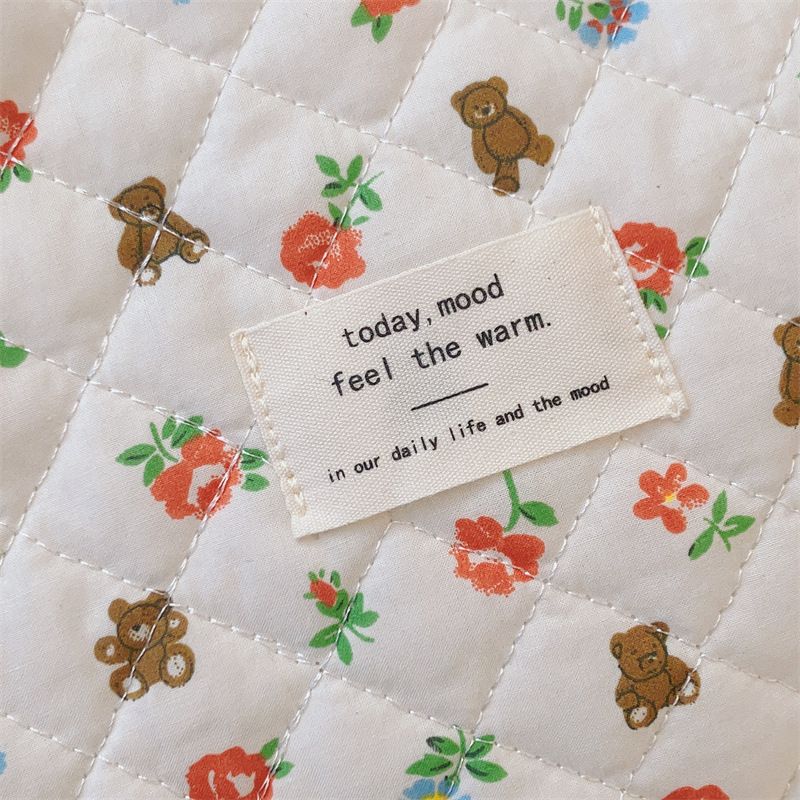 today, mood
feel the warm.
in our daily life and the mood